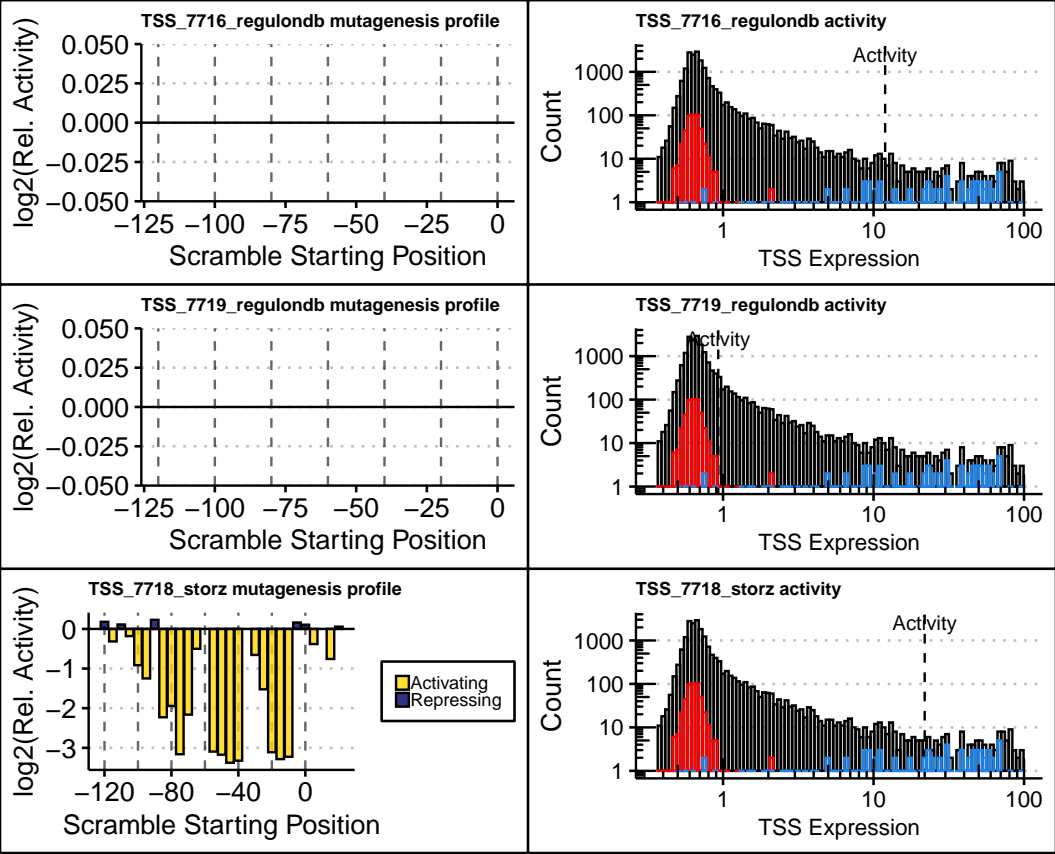 TSS_7716_regulondb mutagenesis profile
log2(Rel. Activity)
0.050
0.025
0.000
−0.025
−0.050
−125 −100 −75 −50 −25 0
Scramble Starting Position
TSS_7716_regulondb activity
Activity
Count
1000
100
10
1
1 10 100
TSS Expression
TSS_7719_regulondb mutagenesis profile
log2(Rel. Activity)
0.050
0.025
0.000
−0.025
−0.050
−125 −100 −75 −50 −25 0
Scramble Starting Position
TSS_7719_regulondb activity
Activity
Count
1000
100
10
1
1 10 100
TSS Expression
TSS_7718_storz mutagenesis profile
log2(Rel. Activity)
0
−1
−2
−3
−120 −80 −40 0
Scramble Starting Position
Activating
Repressing
TSS_7718_storz activity
Activity
Count
1000
100
10
1
1 10 100
TSS Expression